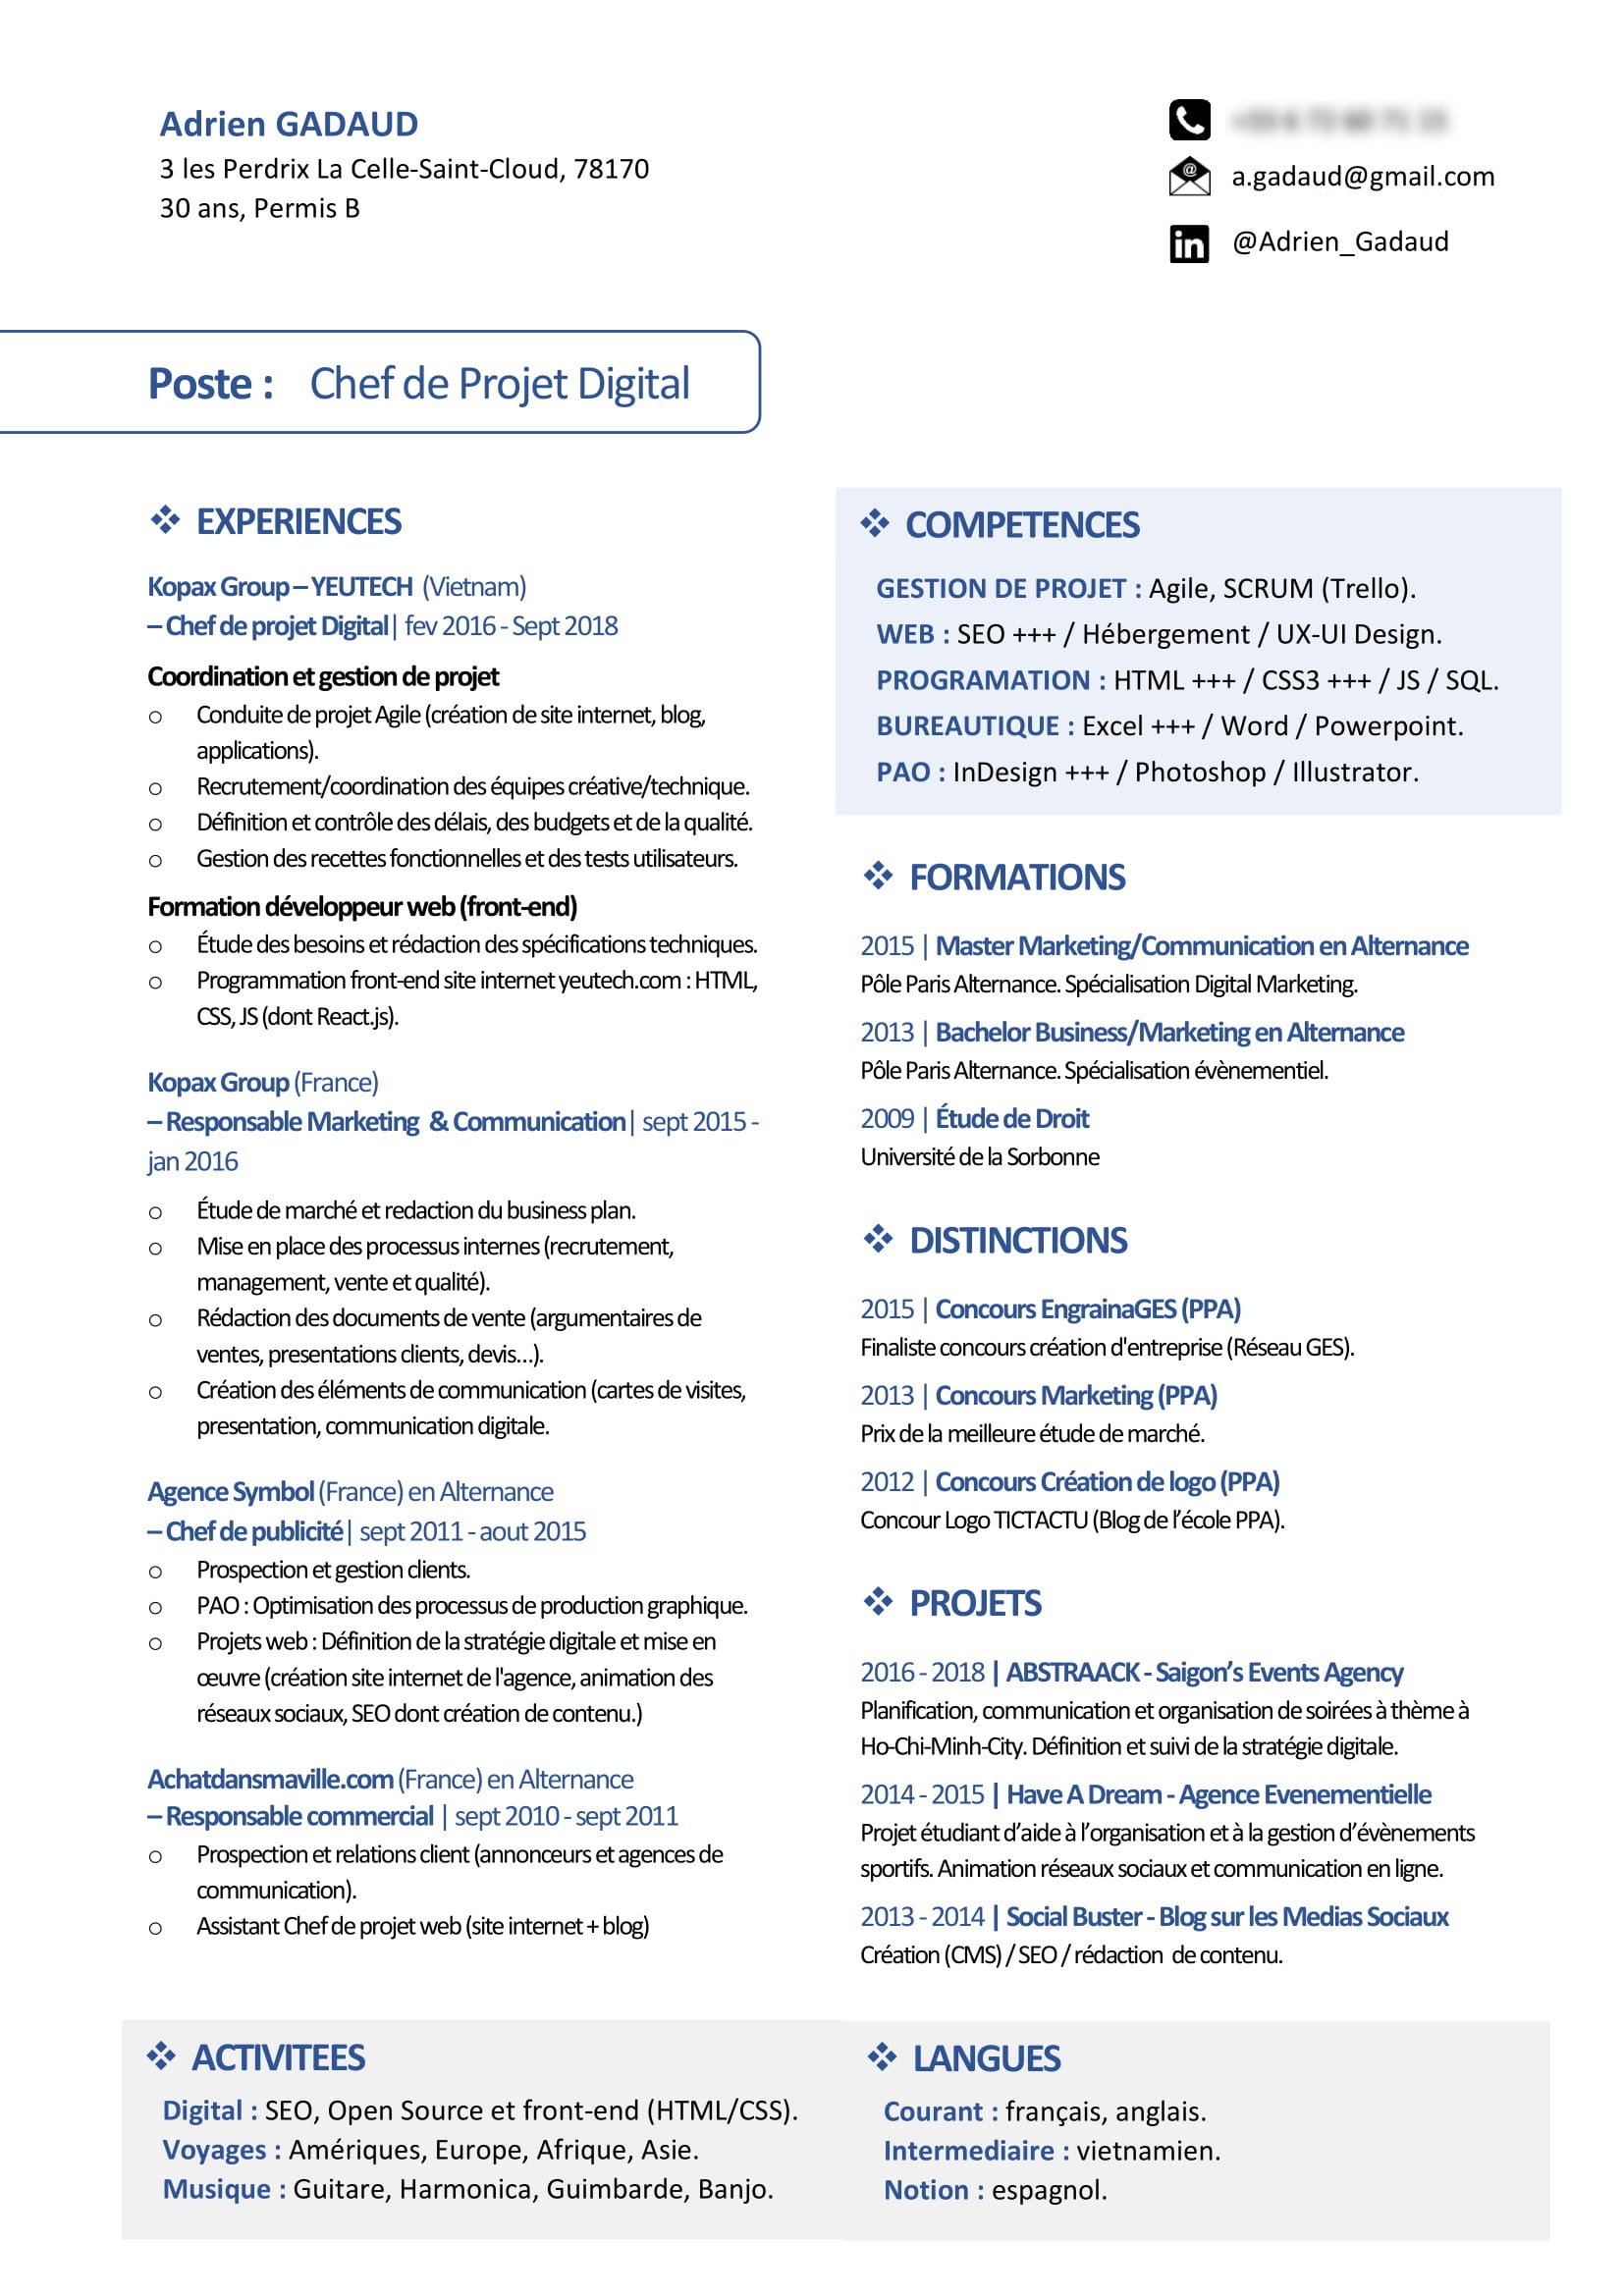 Adrien GADAUD
3 les Perdrix La Celle-Saint-Cloud, 78170
30 ans, Permis B
a.gadaud@gmail.com
@Adrien_Gadaud
Poste : Chef de Projet Digital
❖ EXPERIENCES
Kopax Group – YEUTECH (Vietnam)
– Chef de projet Digital | fev 2016 - Sept 2018
Coordination et gestion de projet
o Conduite de projet Agile (création de site internet, blog,
applications).
o Recrutement/coordination des équipes créative/technique.
o Définition et contrôle des délais, des budgets et de la qualité.
o Gestion des recettes fonctionnelles et des tests utilisateurs.
Formation développeur web (front-end)
o Étude des besoins et rédaction des spécifications techniques.
o Programmation front-end site internet yeutech.com : HTML,
CSS, JS (dont React.js).
Kopax Group (France)
– Responsable Marketing & Communication | sept 2015 -
jan 2016
o Étude de marché et redaction du business plan.
o Mise en place des processus internes (recrutement,
management, vente et qualité).
o Rédaction des documents de vente (argumentaires de
ventes, presentations clients, devis…).
o Création des éléments de communication (cartes de visites,
presentation, communication digitale.
Agence Symbol (France) en Alternance
– Chef de publicité | sept 2011 - aout 2015
o Prospection et gestion clients.
o PAO : Optimisation des processus de production graphique.
o Projets web : Définition de la stratégie digitale et mise en
œuvre (création site internet de l'agence, animation des
réseaux sociaux, SEO dont création de contenu.)
Achatdansmaville.com (France) en Alternance
– Responsable commercial | sept 2010 - sept 2011
o Prospection et relations client (annonceurs et agences de
communication).
o Assistant Chef de projet web (site internet + blog)
❖ COMPETENCES
GESTION DE PROJET : Agile, SCRUM (Trello).
WEB : SEO +++ / Hébergement / UX-UI Design.
PROGRAMATION : HTML +++ / CSS3 +++ / JS / SQL.
BUREAUTIQUE : Excel +++ / Word / Powerpoint.
PAO : InDesign +++ / Photoshop / Illustrator.
❖ FORMATIONS
2015 | Master Marketing/Communication en Alternance
Pôle Paris Alternance. Spécialisation Digital Marketing.
2013 | Bachelor Business/Marketing en Alternance
Pôle Paris Alternance. Spécialisation évènementiel.
2009 | Étude de Droit
Université de la Sorbonne
❖ DISTINCTIONS
2015 | Concours EngrainaGES (PPA)
Finaliste concours création d'entreprise (Réseau GES).
2013 | Concours Marketing (PPA)
Prix de la meilleure étude de marché.
2012 | Concours Création de logo (PPA)
Concour Logo TICTACTU (Blog de l’école PPA).
❖ PROJETS
2016 - 2018 | ABSTRAACK - Saigon’s Events Agency
Planification, communication et organisation de soirées à thème à
Ho-Chi-Minh-City. Définition et suivi de la stratégie digitale.
2014 - 2015 | Have A Dream - Agence Evenementielle
Projet étudiant d’aide à l’organisation et à la gestion d’évènements
sportifs. Animation réseaux sociaux et communication en ligne.
2013 - 2014 | Social Buster - Blog sur les Medias Sociaux
Création (CMS) / SEO / rédaction de contenu.
❖ ACTIVITEES
Digital : SEO, Open Source et front-end (HTML/CSS).
Voyages : Amériques, Europe, Afrique, Asie.
Musique : Guitare, Harmonica, Guimbarde, Banjo.
❖ LANGUES
Courant : français, anglais.
Intermediaire : vietnamien.
Notion : espagnol.